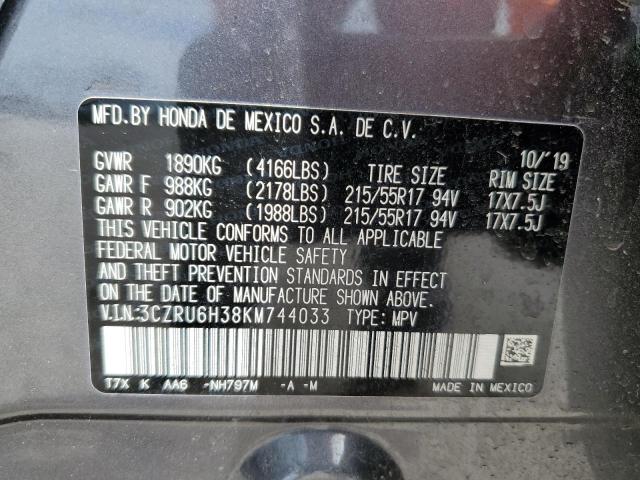 MFD.BY HONDA DE MEXICO S.A. DE C.V.
10/'19
GVWR 1890KG (4166LBS) TIRE SIZE RIM SIZE
GAWR F 988KG (2178LBS) 215/55R17 94V 17X7.5J
GAWR R 902KG (1988LBS) 215/55R17 94V 17X7.5J
THIS VEHICLE CONFORMS TO ALL APPLICABLE
FEDERAL MOTOR VEHICLE SAFETY
AND THEFT PREVENTION STANDARDS IN EFFECT
ON THE DATE OF MANUFACTURE SHOWN ABOVE.
V.I.N.:3CZRU6H38KM744033 TYPE: MPV
T7X K AA6 -NH797M -A -M MADE IN MEXICO